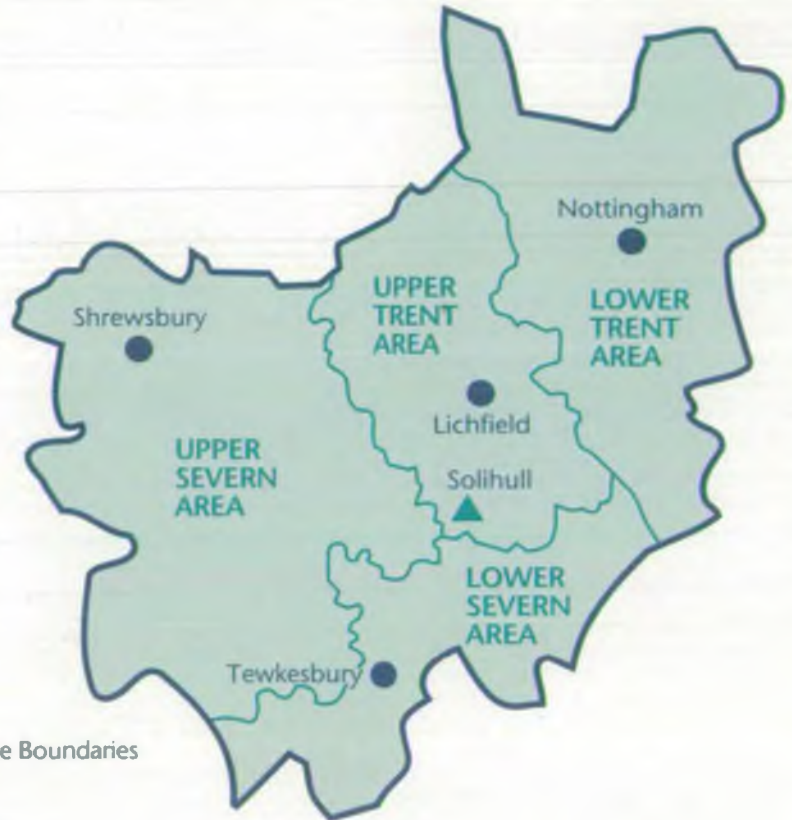 Nottingham
UPPER
TRENT
AREA
LOWER
TRENT
AREA
Shrewsbury
Lichfield
UPPER
SEVERN
AREA
Solihull
LOWER
SEVERN
AREA
Tewkesbury
e Boundaries